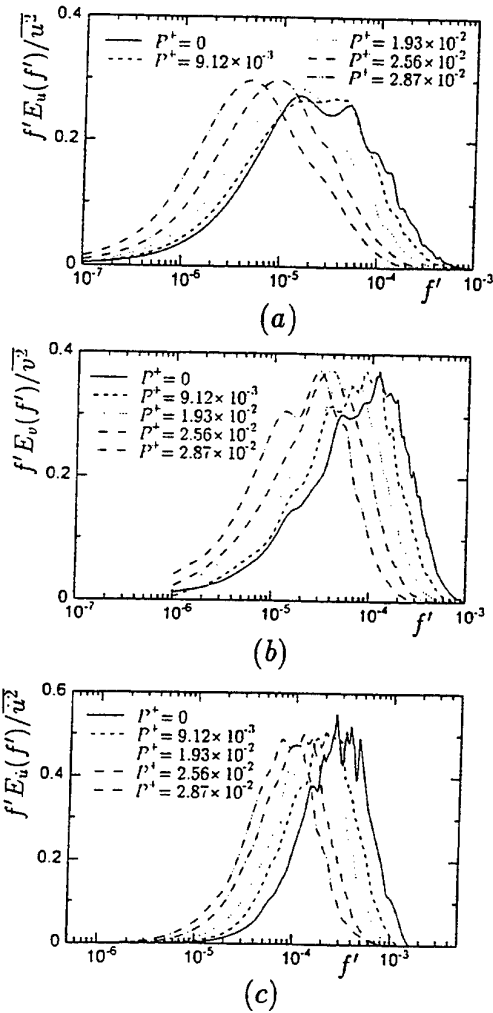 f′E_u(f′)/u̅²
0.4
P⁺ = 0
P⁺ = 9.12×10⁻³
P⁺ = 1.93×10⁻²
P⁺ = 2.56×10⁻²
P⁺ = 2.87×10⁻²
0.2
0
10⁻⁷
10⁻⁶
10⁻⁵
10⁻⁴
f′
10⁻³
(a)
f′E_v(f′)/v̅²
0.4
P⁺ = 0
P⁺ = 9.12×10⁻³
P⁺ = 1.93×10⁻²
P⁺ = 2.56×10⁻²
P⁺ = 2.87×10⁻²
0.2
0
10⁻⁷
10⁻⁶
10⁻⁵
10⁻⁴
f′
10⁻³
(b)
f′E_u̇(f′)/u̇̅²
0.6
P⁺ = 0
P⁺ = 9.12×10⁻³
P⁺ = 1.93×10⁻²
P⁺ = 2.56×10⁻²
P⁺ = 2.87×10⁻²
0.4
0.2
0
10⁻⁶
10⁻⁵
10⁻⁴
f′
10⁻³
(c)